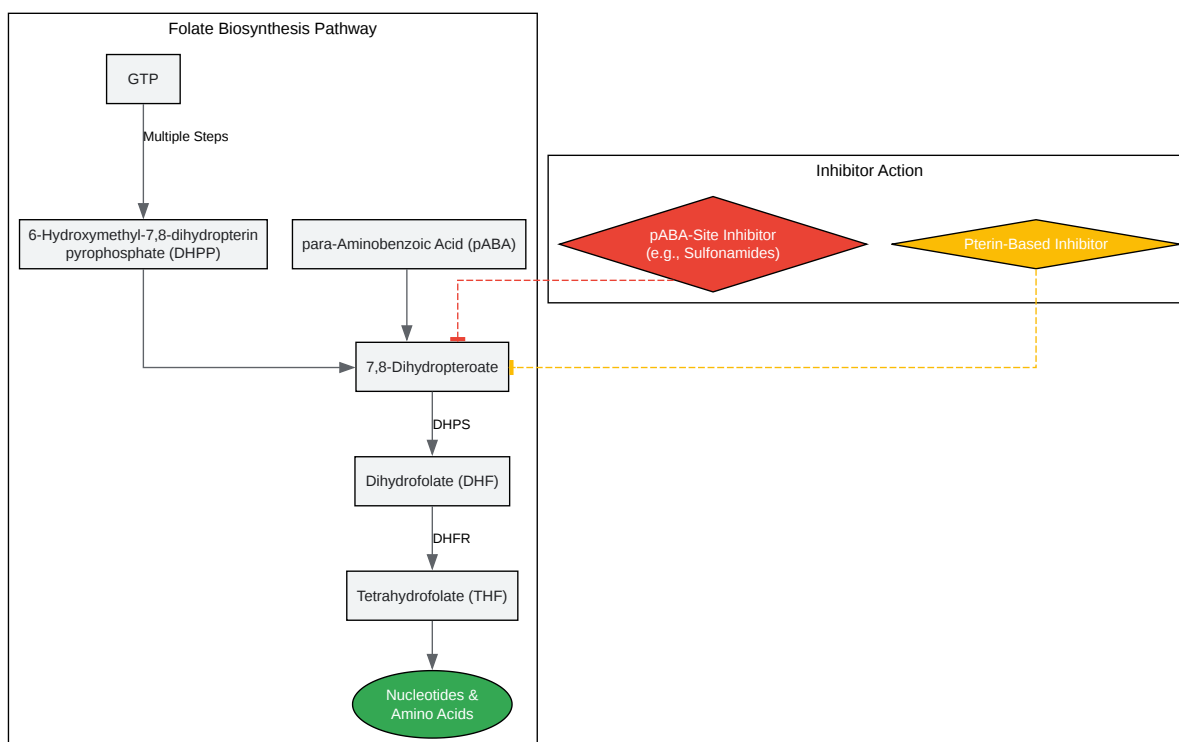 Folate Biosynthesis Pathway
GTP
Multiple Steps
Inhibitor Action
6-Hydroxymethyl-7,8-dihydropterin
pyrophosphate (DHPP)
para-Aminobenzoic Acid (pABA)
pABA-Site Inhibitor
(e.g., Sulfonamides)
Pterin-Based Inhibitor
7,8-Dihydropteroate
DHPS
Dihydrofolate (DHF)
DHFR
Tetrahydrofolate (THF)
Nucleotides &
Amino Acids